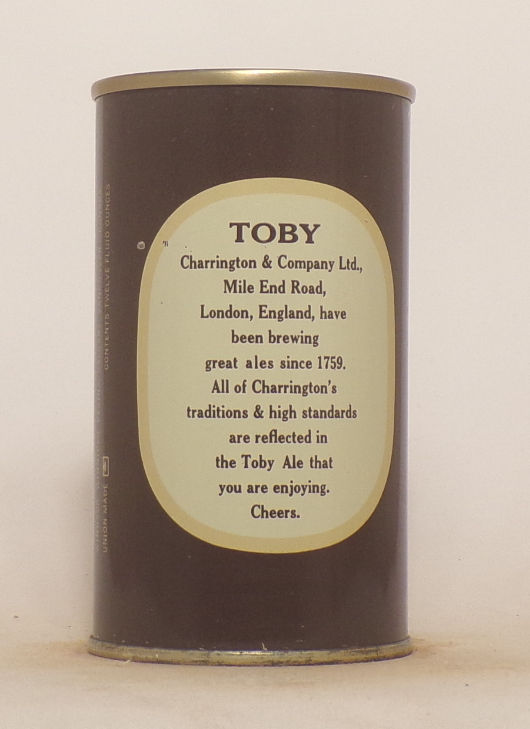 TOBY
Charrington & Company Ltd.,
Mile End Road,
London, England, have
been brewing
great ales since 1759.
All of Charrington's
traditions & high standards
are reflected in
the Toby Ale that
you are enjoying.
Cheers.
CONTENTS TWELVE FLUID OUNCES
UNION MADE